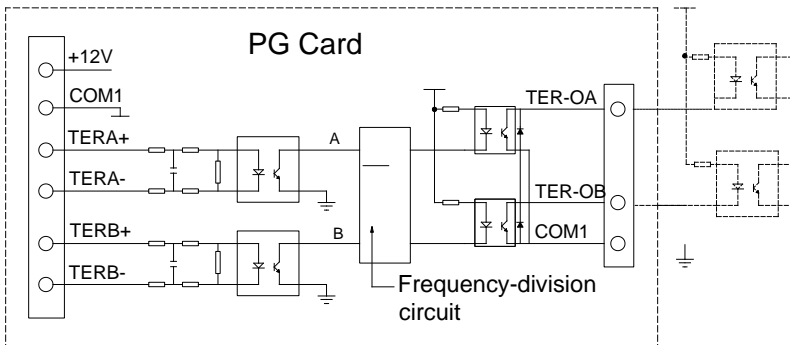 PG Card
+12V
COM1
TERA+
TERA-
TERB+
TERB-
A
B
TER-OA
TER-OB
COM1
Frequency-division
circuit